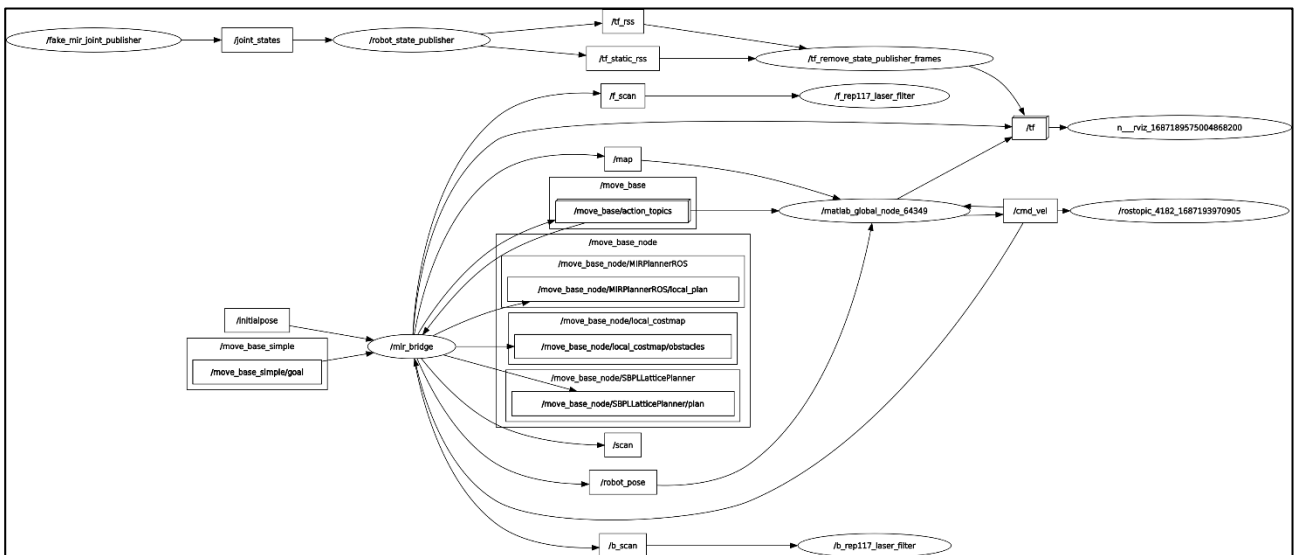 /fake_mir_joint_publisher
/joint_states
/robot_state_publisher
/tf_rss
/tf_static_rss
/tf_remove_state_publisher_frames
/f_scan
/f_rep117_laser_filter
/tf
n___rviz_1687189575004868200
/map
/move_base
/move_base/action_topics
/matlab_global_node_64349
/cmd_vel
/rostopic_4182_1687193970905
/move_base_node
/move_base_node/MIRPlannerROS
/move_base_node/MIRPlannerROS/local_plan
/initialpose
/move_base_node/local_costmap
/move_base_node/local_costmap/obstacles
/mir_bridge
/move_base_simple
/move_base_simple/goal
/move_base_node/SBPLLatticePlanner
/move_base_node/SBPLLatticePlanner/plan
/scan
/robot_pose
/b_scan
/b_rep117_laser_filter